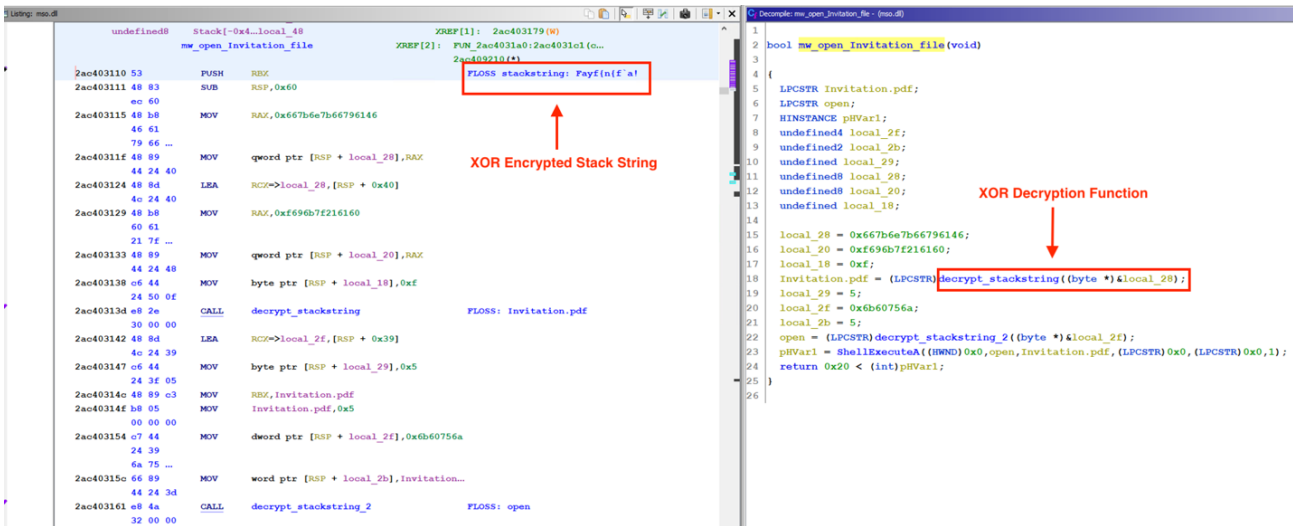 Listing: mso.dll
undefined8 Stack[-0x4...local_48 XREF[1]: 2ac403179(W)
mw_open_Invitation_file XREF[2]: FUN_2ac4031a0:2ac4031c1(c...
2ac409210(*)
2ac403110 53 PUSH RBX FLOSS stackstring: Fayf{n{f`a!
2ac403111 48 83 SUB RSP,0x60
ec 60
2ac403115 48 b8 MOV RAX,0x667b6e7b66796146
46 61
79 66 ...
2ac40311f 48 89 MOV qword ptr [RSP + local_28],RAX
44 24 40
2ac403124 48 8d LEA RCX=>local_28,[RSP + 0x40]
4c 24 40
2ac403129 48 b8 MOV RAX,0xf696b7f216160
60 61
21 7f ...
2ac403133 48 89 MOV qword ptr [RSP + local_20],RAX
44 24 48
2ac403138 c6 44 MOV byte ptr [RSP + local_18],0xf
24 50 0f
2ac40313d e8 2e CALL decrypt_stackstring FLOSS: Invitation.pdf
30 00 00
2ac403142 48 8d LEA RCX=>local_2f,[RSP + 0x39]
4c 24 39
2ac403147 c6 44 MOV byte ptr [RSP + local_29],0x5
24 3f 05
2ac40314c 48 89 c3 MOV RBX,Invitation.pdf
2ac40314f b8 05 MOV Invitation.pdf,0x5
00 00 00
2ac403154 c7 44 MOV dword ptr [RSP + local_2f],0x6b60756a
24 39
6a 75 ...
2ac40315c 66 89 MOV word ptr [RSP + local_2b],Invitation...
44 24 3d
2ac403161 e8 4a CALL decrypt_stackstring_2 FLOSS: open
32 00 00
XOR Encrypted Stack String
Decompile: mw_open_Invitation_file - (mso.dll)
1
2 bool mw_open_Invitation_file(void)
3
4 {
5 LPCSTR Invitation.pdf;
6 LPCSTR open;
7 HINSTANCE pHVar1;
8 undefined4 local_2f;
9 undefined2 local_2b;
10 undefined local_29;
11 undefined8 local_28;
12 undefined8 local_20;
13 undefined local_18;
14
15 local_28 = 0x667b6e7b66796146;
16 local_20 = 0xf696b7f216160;
17 local_18 = 0xf;
18 Invitation.pdf = (LPCSTR)decrypt_stackstring((byte *)&local_28);
19 local_29 = 5;
20 local_2f = 0x6b60756a;
21 local_2b = 5;
22 open = (LPCSTR)decrypt_stackstring_2((byte *)&local_2f);
23 pHVar1 = ShellExecuteA((HWND)0x0,open,Invitation.pdf,(LPCSTR)0x0,(LPCSTR)0x0,1);
24 return 0x20 < (int)pHVar1;
25 }
26
XOR Decryption Function